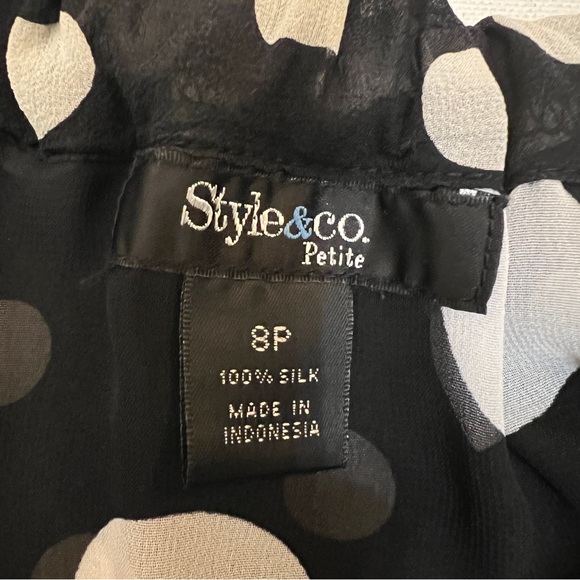 Style&co.
Petite
8P
100% SILK
MADE IN
INDONESIA